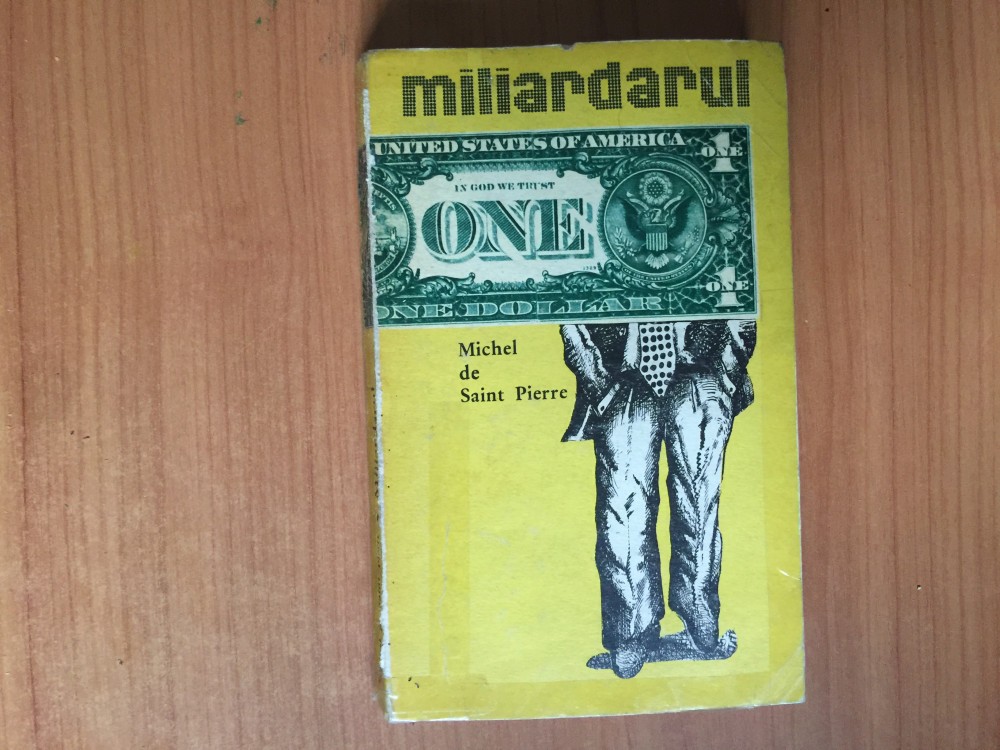 miliardarul
UNITED STATES OF AMERICA
1
ONE
IN GOD WE TRUST
ONE
1
ONE
ONE DOLLAR
Michel
de
Saint Pierre